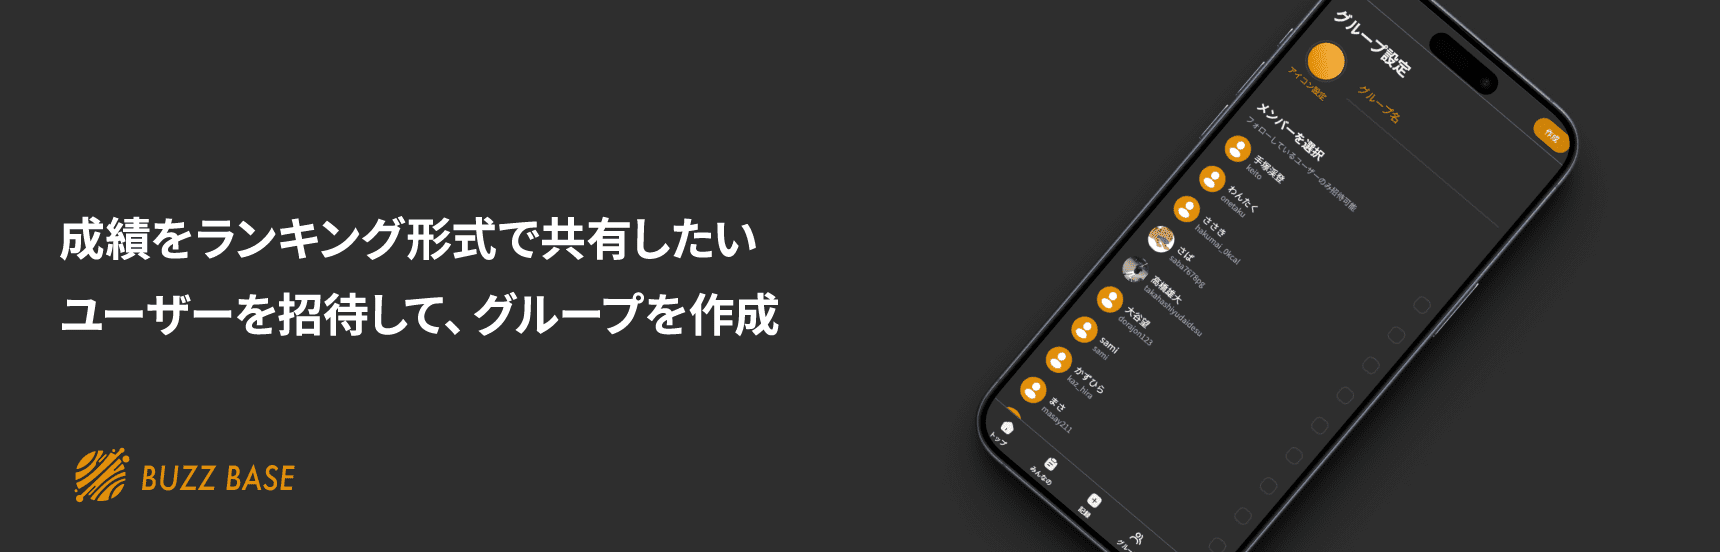 成績をランキング形式で共有したい
ユーザーを招待して、グループを作成
BUZZ BASE
グループ設定
作成
アイコン設定
グループ名
メンバーを選択
フォローしているユーザーのみ招待可能
手塚渓登
keito
わんたく
onetaku
ささき
hakumai_0kcal
さば
saba7678pg
高橋雄大
takahashiyudaidesu
大谷望
dorajon123
sami
sami
かずひら
kaz_hira
まさ
masay211
トップ
みんなの
記録
グルー